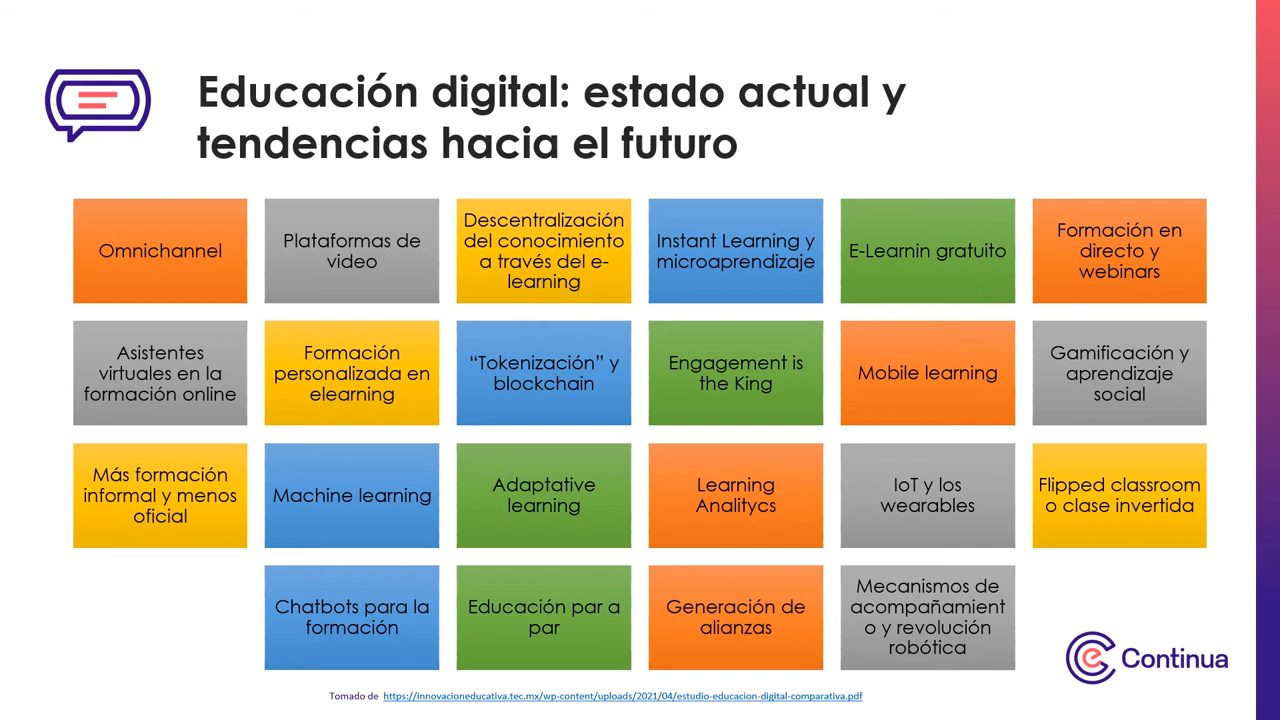 Educación digital: estado actual y
tendencias hacia el futuro
Omnichannel
Plataformas de
video
Descentralización
del conocimiento
a través del e-
learning
Instant Learning y
microaprendizaje
E-Learnin gratuito
Formación en
directo y
webinars
Asistentes
virtuales en la
formación online
Formación
personalizada en
elearning
“Tokenización” y
blockchain
Engagement is
the King
Mobile learning
Gamificación y
aprendizaje
social
Más formación
informal y menos
oficial
Machine learning
Adaptative
learning
Learning
Analitycs
IoT y los
wearables
Flipped classroom
o clase invertida
Chatbots para la
formación
Educación par a
par
Generación de
alianzas
Mecanismos de
acompañamient
o y revolución
robótica
e Continua
Tomado de https://innovacioneducativa.tec.mx/wp-content/uploads/2021/04/estudio-educacion-digital-comparativa.pdf